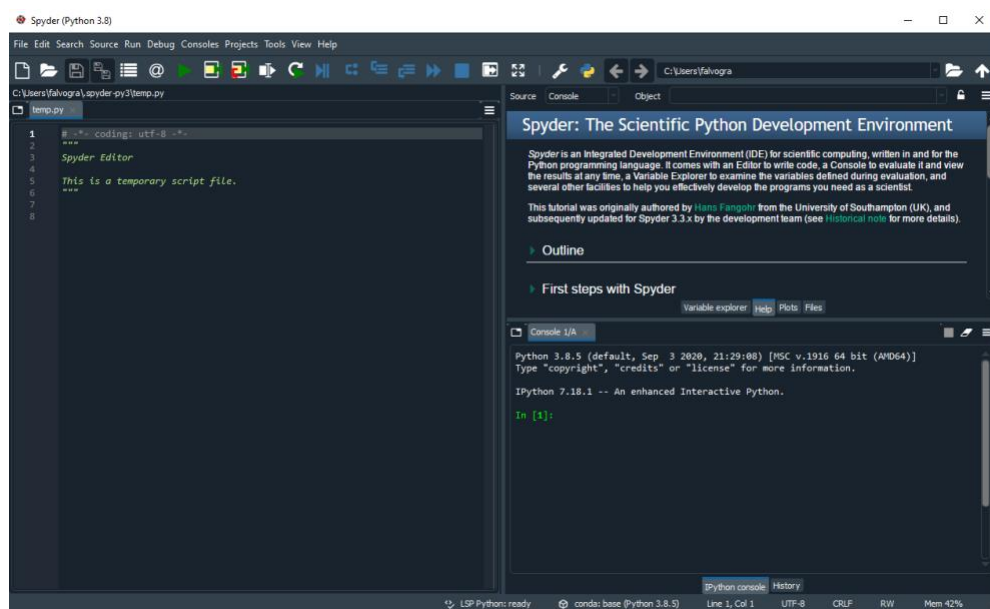 Spyder (Python 3.8)
File Edit Search Source Run Debug Consoles Projects Tools View Help
C:\Users\falvogra
C:\Users\falvogra\.spyder-py3\temp.py
temp.py
1 # -*- coding: utf-8 -*-
2 """
3 Spyder Editor
4
5 This is a temporary script file.
6 """
7
8
Source Console Object
Spyder: The Scientific Python Development Environment
Spyder is an Integrated Development Environment (IDE) for scientific computing, written in and for the
Python programming language. It comes with an Editor to write code, a Console to evaluate it and view
the results at any time, a Variable Explorer to examine the variables defined during evaluation, and
several other facilities to help you effectively develop the programs you need as a scientist.
This tutorial was originally authored by Hans Fangohr from the University of Southampton (UK), and
subsequently updated for Spyder 3.3.x by the development team (see Historical note for more details).
Outline
First steps with Spyder
Variable explorer Help Plots Files
Console 1/A
Python 3.8.5 (default, Sep 3 2020, 21:29:08) [MSC v.1916 64 bit (AMD64)]
Type "copyright", "credits" or "license" for more information.
IPython 7.18.1 -- An enhanced Interactive Python.
In [1]:
IPython console History
LSP Python: ready conda: base (Python 3.8.5) Line 1, Col 1 UTF-8 CRLF RW Mem 42%